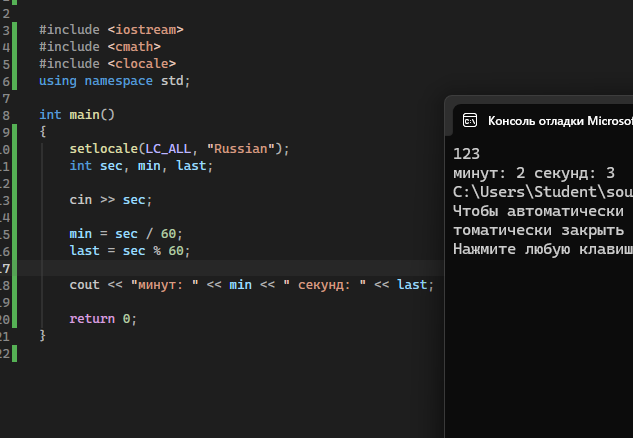 2
3 #include <iostream>
4 #include <cmath>
5 #include <clocale>
6 using namespace std;
7
8 int main()
9 {
10 setlocale(LC_ALL, "Russian");
11 int sec, min, last;
12
13 cin >> sec;
14
15 min = sec / 60;
16 last = sec % 60;
17
18 cout << "минут: " << min << " секунд: " << last;
19
20 return 0;
21 }
22
Консоль отладки Microsof
123
минут: 2 секунд: 3
C:\Users\Student\sou
Чтобы автоматически
томатически закрыть
Нажмите любую клавиш